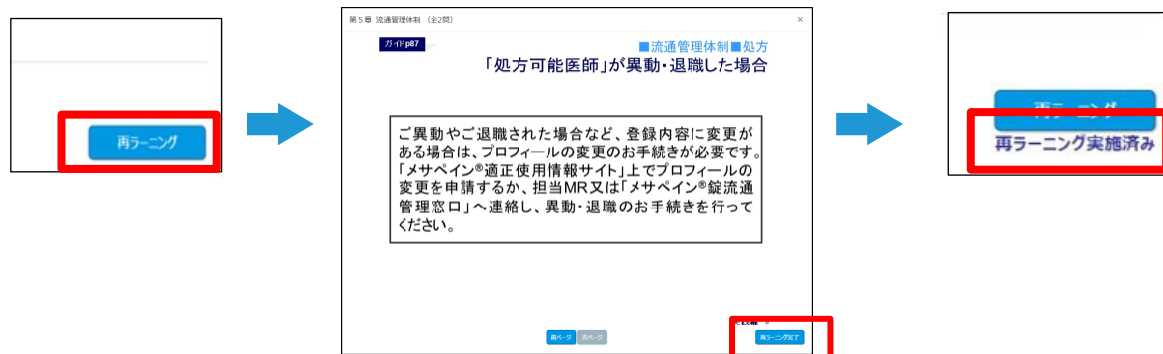 再ラーニング
第5章 流通管理体制 （全2問）
×
ガイドp87
■流通管理体制■処方
「処方可能医師」が異動・退職した場合
ご異動やご退職された場合など、登録内容に変更が
ある場合は、プロフィールの変更のお手続きが必要です。
「メサペイン®適正使用情報サイト」上でプロフィールの
変更を申請するか、担当MR又は「メサペイン®錠流通
管理窓口」へ連絡し、異動・退職のお手続きを行って
ください。
前ページ 次ページ
再ラーニング完了
再ラーニング
再ラーニング実施済み